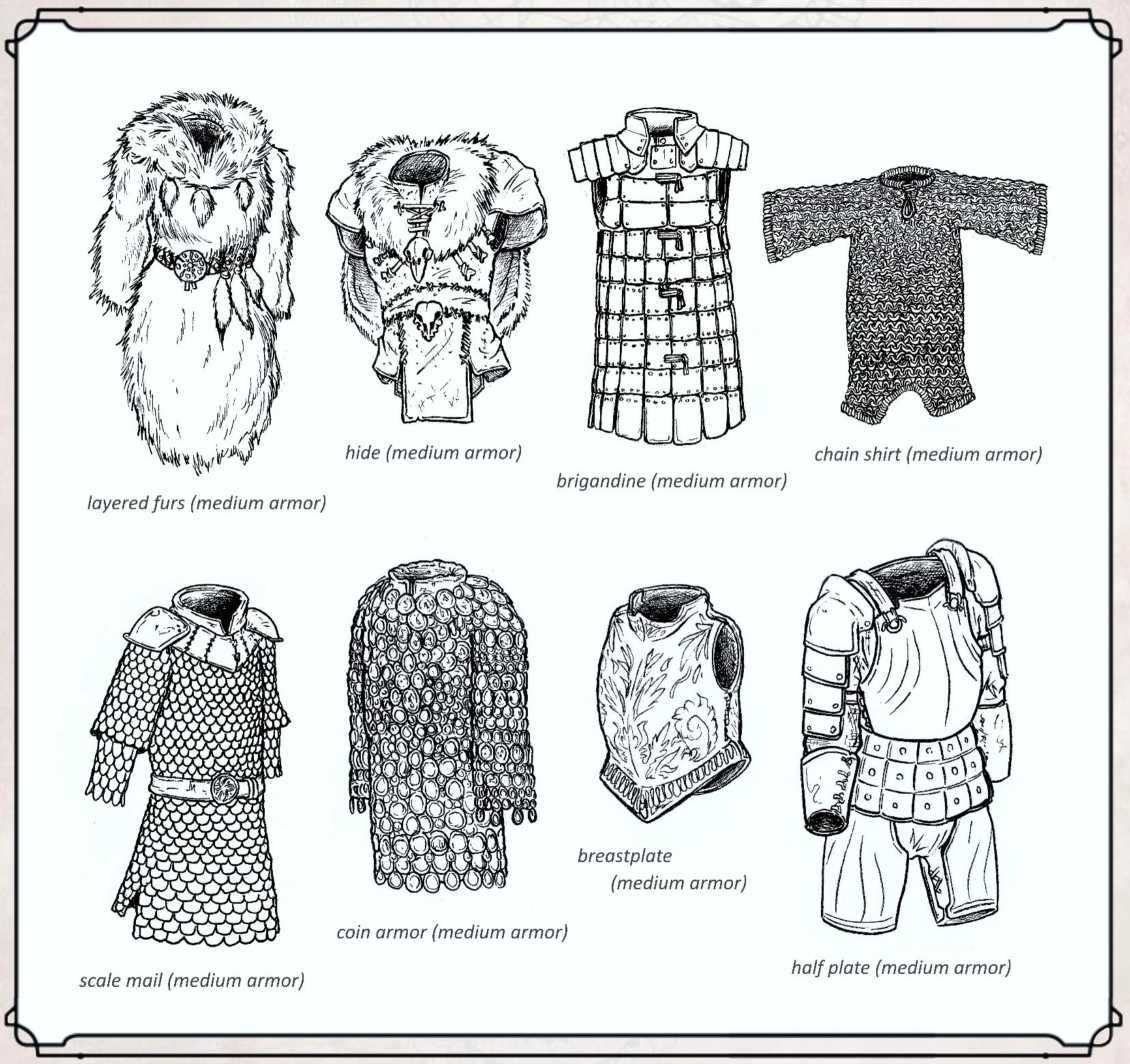 layered furs (medium armor)
hide (medium armor)
brigandine (medium armor)
chain shirt (medium armor)
scale mail (medium armor)
coin armor (medium armor)
breastplate
(medium armor)
half plate (medium armor)